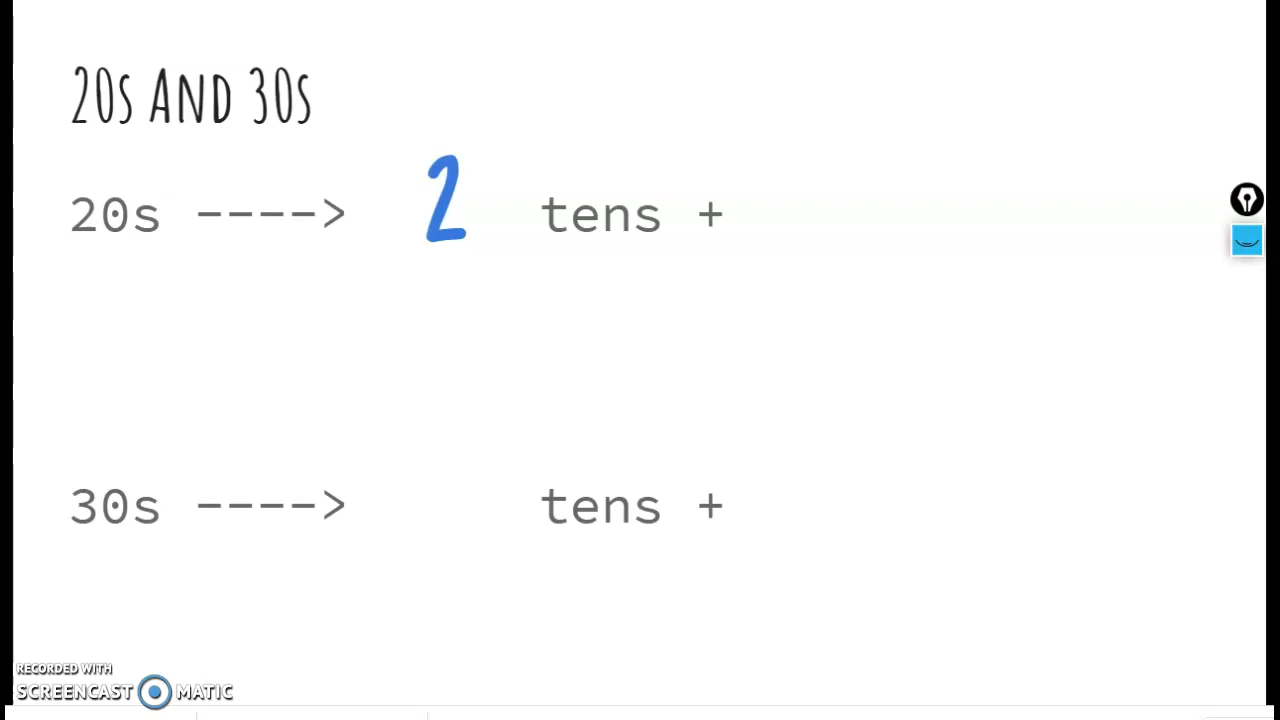 20s And 30s
20s ----> 2 tens +
30s ----> tens +
RECORDED WITH
SCREENCAST MATIC